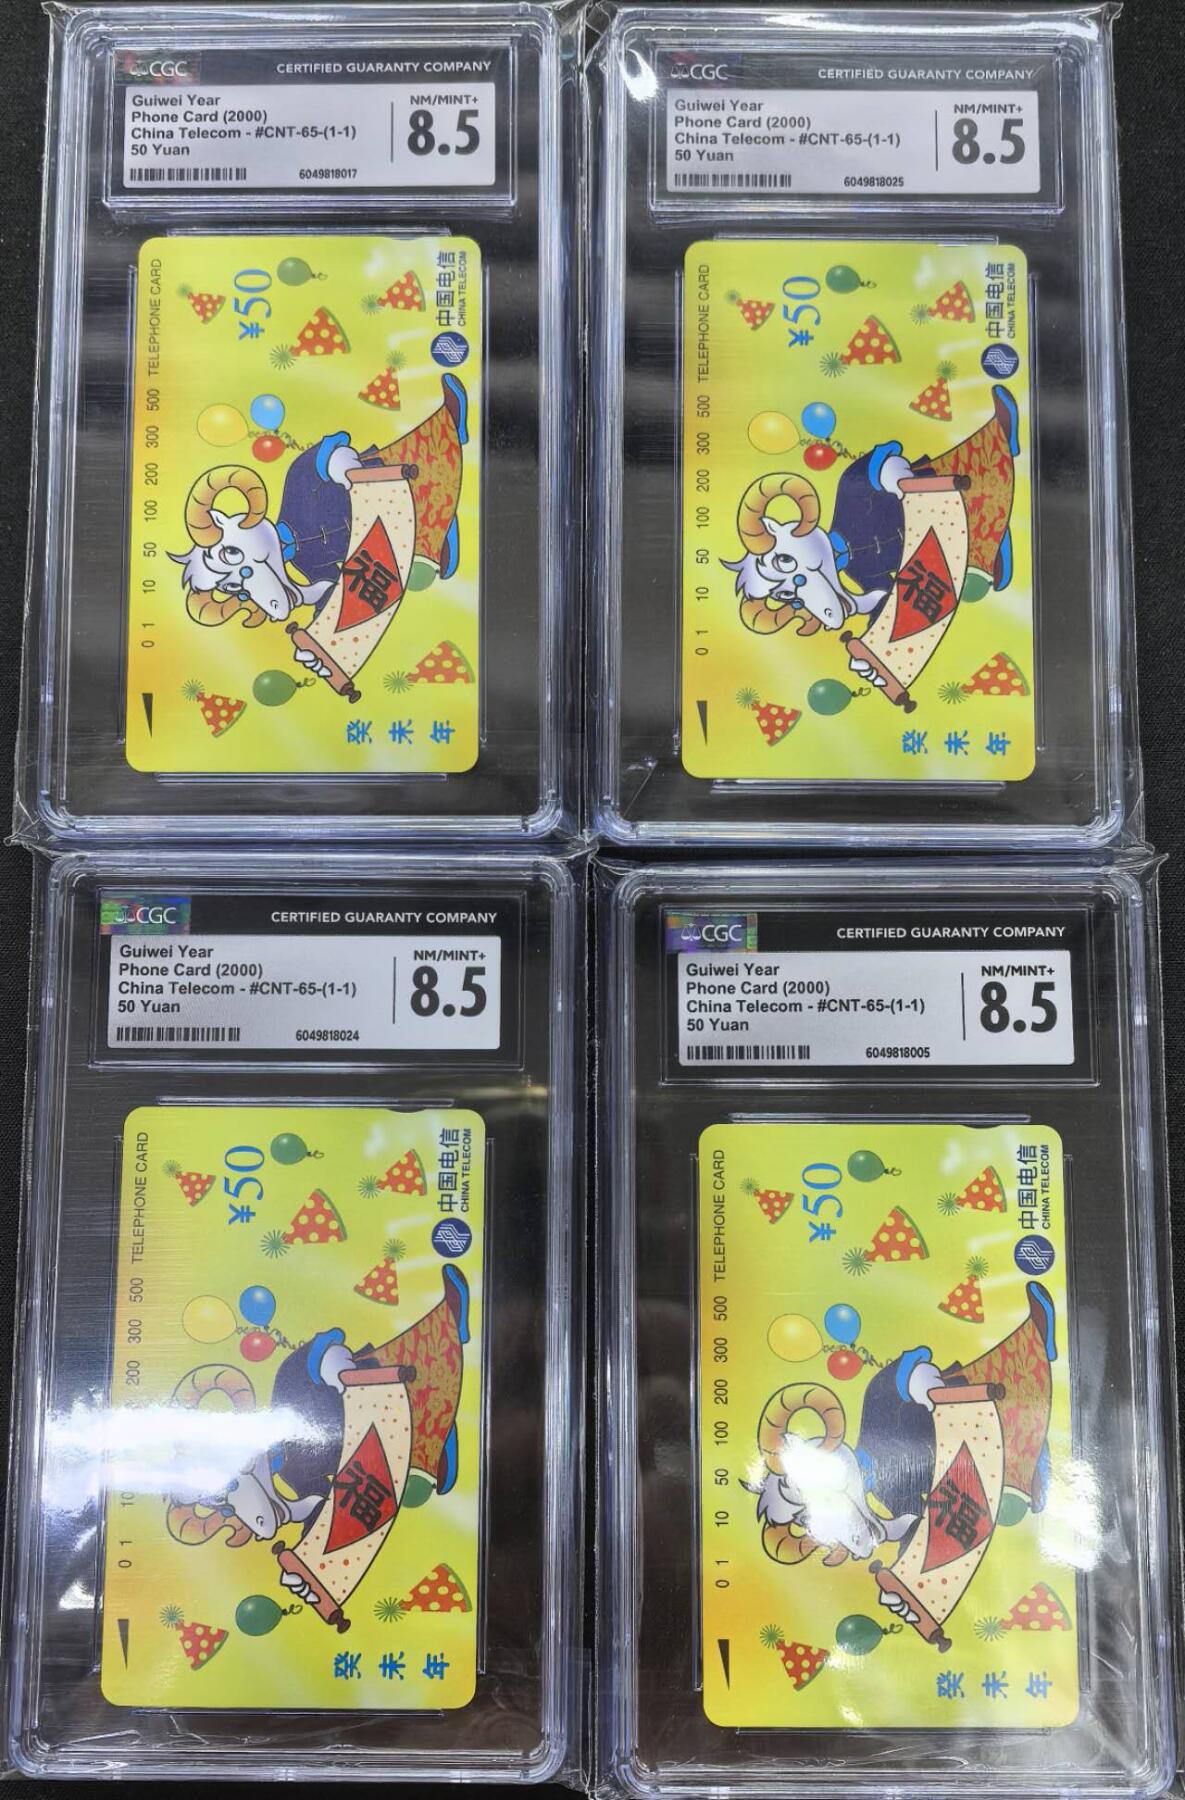 CGC CERTIFIED GUARANTY COMPANY
Guiwei Year
Phone Card (2000)
China Telecom - #CNT-65-(1-1)
50 Yuan
NM/MINT+
8.5
6049818017
TELEPHONE CARD
¥50
中国电信
CHINA TELECOM
0 1 10 50 100 200 300 500
福
癸未年
CGC CERTIFIED GUARANTY COMPANY
Guiwei Year
Phone Card (2000)
China Telecom - #CNT-65-(1-1)
50 Yuan
NM/MINT+
8.5
6049818025
TELEPHONE CARD
¥50
中国电信
CHINA TELECOM
0 1 10 50 100 200 300 500
福
癸未年
CGC CERTIFIED GUARANTY COMPANY
Guiwei Year
Phone Card (2000)
China Telecom - #CNT-65-(1-1)
50 Yuan
NM/MINT+
8.5
6049818024
TELEPHONE CARD
¥50
中国电信
CHINA TELECOM
0 1 10 200 300 500
福
癸未年
CGC CERTIFIED GUARANTY COMPANY
Guiwei Year
Phone Card (2000)
China Telecom - #CNT-65-(1-1)
50 Yuan
NM/MINT+
8.5
6049818005
TELEPHONE CARD
¥50
中国电信
CHINA TELECOM
0 1 10 50 100 200 300 500
福
癸未年